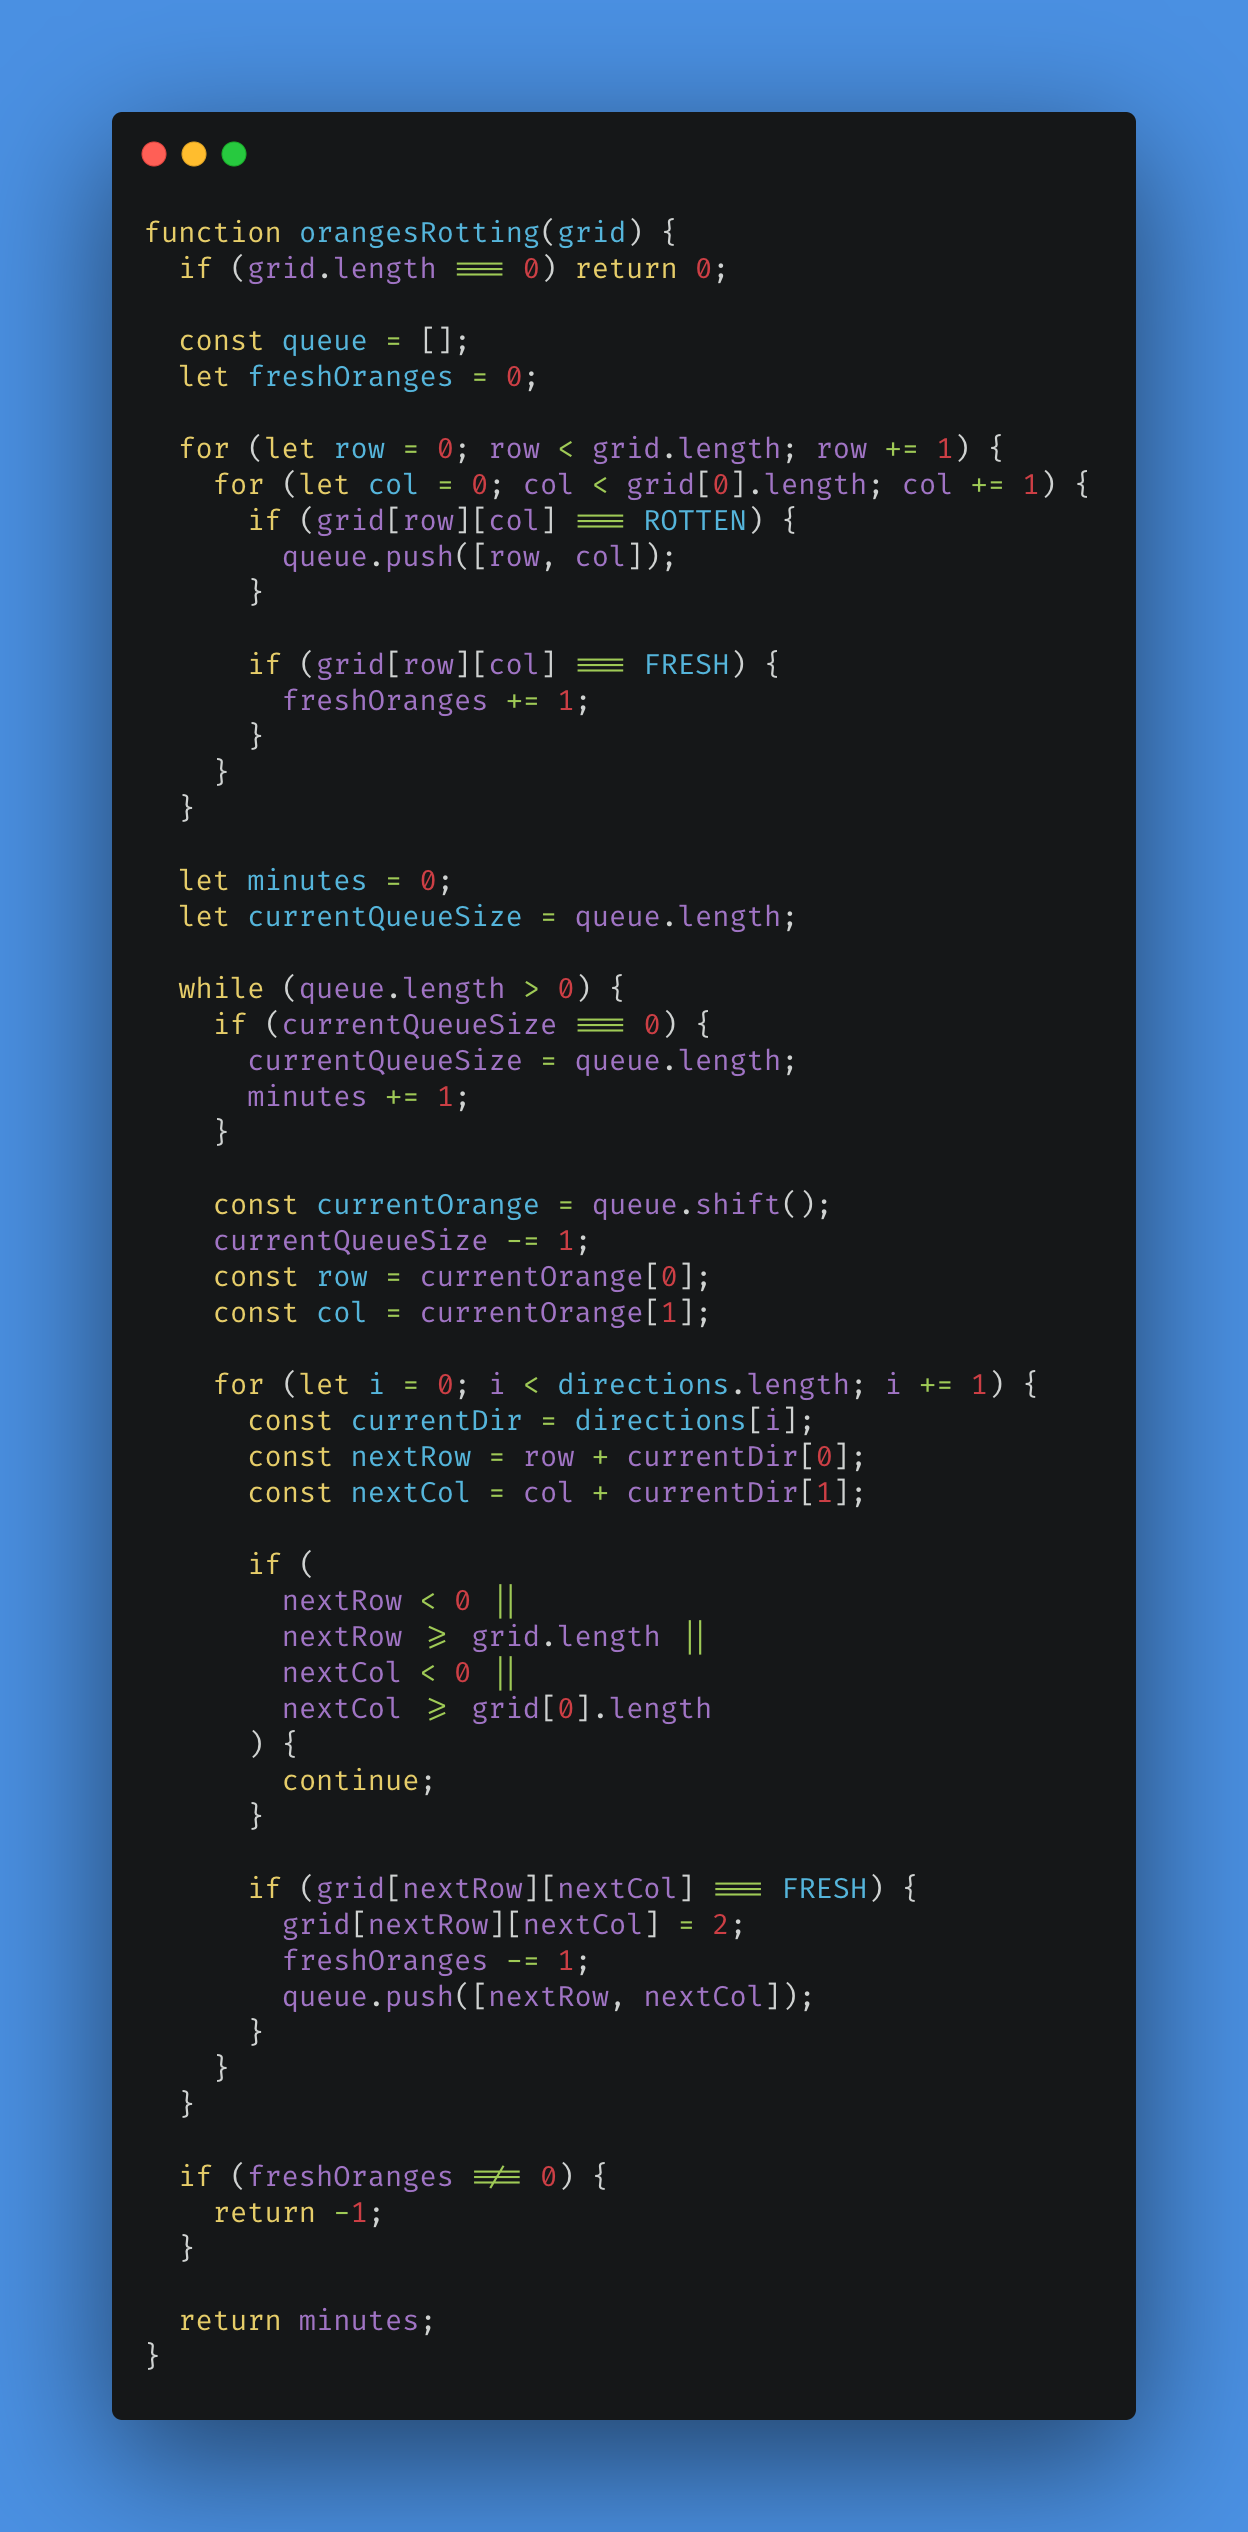 function orangesRotting(grid) {
  if (grid.length === 0) return 0;

  const queue = [];
  let freshOranges = 0;

  for (let row = 0; row < grid.length; row += 1) {
    for (let col = 0; col < grid[0].length; col += 1) {
      if (grid[row][col] === ROTTEN) {
        queue.push([row, col]);
      }

      if (grid[row][col] === FRESH) {
        freshOranges += 1;
      }
    }
  }

  let minutes = 0;
  let currentQueueSize = queue.length;

  while (queue.length > 0) {
    if (currentQueueSize === 0) {
      currentQueueSize = queue.length;
      minutes += 1;
    }

    const currentOrange = queue.shift();
    currentQueueSize -= 1;
    const row = currentOrange[0];
    const col = currentOrange[1];

    for (let i = 0; i < directions.length; i += 1) {
      const currentDir = directions[i];
      const nextRow = row + currentDir[0];
      const nextCol = col + currentDir[1];

      if (
        nextRow < 0 ||
        nextRow >= grid.length ||
        nextCol < 0 ||
        nextCol >= grid[0].length
      ) {
        continue;
      }

      if (grid[nextRow][nextCol] === FRESH) {
        grid[nextRow][nextCol] = 2;
        freshOranges -= 1;
        queue.push([nextRow, nextCol]);
      }
    }
  }

  if (freshOranges !== 0) {
    return -1;
  }

  return minutes;
}